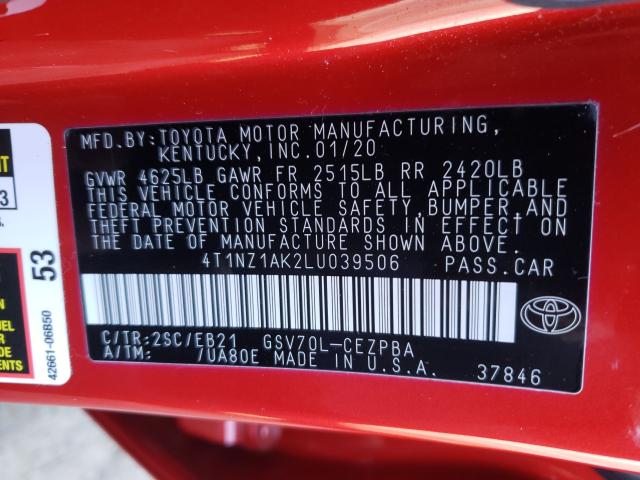 MFD.BY:TOYOTA MOTOR MANUFACTURING,
KENTUCKY,INC.01/20
GVWR 4625LB GAWR FR 2515LB RR 2420LB
THIS VEHICLE CONFORMS TO ALL APPLICABLE
FEDERAL MOTOR VEHICLE SAFETY,BUMPER,AND
THEFT PREVENTION STANDARDS IN EFFECT ON
THE DATE OF MANUFACTURE SHOWN ABOVE.
4T1NZ1AK2LU039506 PASS.CAR
C/TR:2SC/EB21 GSV70L-CEZPBA
A/TM: 7UA80E MADE IN U.S.A.
37846
53
42661-06B50